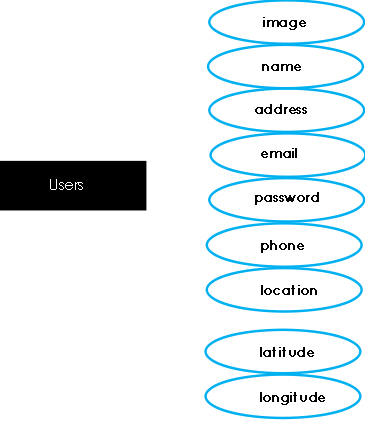 image
name
address
email
password
Users
phone
location
latitude
longitude